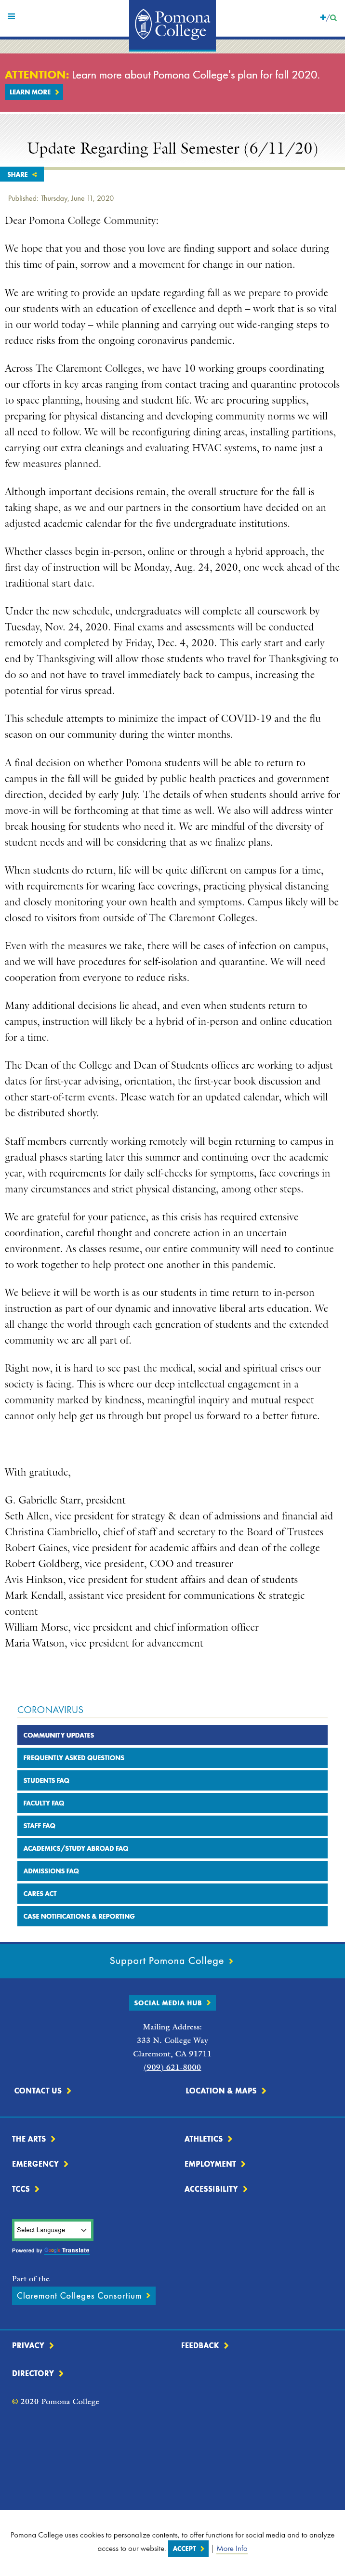 Pomona
College
ATTENTION: Learn more about Pomona College's plan for fall 2020.
LEARN MORE
Update Regarding Fall Semester (6/11/20)
SHARE
Published: Thursday, June 11, 2020
Dear Pomona College Community:
We hope that you and those you love are finding support and solace during
this time of pain, sorrow and a movement for change in our nation.
We are writing to provide an update regarding fall as we prepare to provide
our students with an education of excellence and depth – work that is so vital
in our world today – while planning and carrying out wide-ranging steps to
reduce risks from the ongoing coronavirus pandemic.
Across The Claremont Colleges, we have 10 working groups coordinating
our efforts in key areas ranging from contact tracing and quarantine protocols
to space planning, housing and student life. We are procuring supplies,
preparing for physical distancing and developing community norms we will
all need to follow. We will be reconfiguring dining areas, installing partitions,
carrying out extra cleanings and evaluating HVAC systems, to name just a
few measures planned.
Although important decisions remain, the overall structure for the fall is
taking shape, as we and our partners in the consortium have decided on an
adjusted academic calendar for the five undergraduate institutions.
Whether classes begin in-person, online or through a hybrid approach, the
first day of instruction will be Monday, Aug. 24, 2020, one week ahead of the
traditional start date.
Under the new schedule, undergraduates will complete all coursework by
Tuesday, Nov. 24, 2020. Final exams and assessments will be conducted
remotely and completed by Friday, Dec. 4, 2020. This early start and early
end by Thanksgiving will allow those students who travel for Thanksgiving to
do so and not have to travel immediately back to campus, increasing the
potential for virus spread.
This schedule attempts to minimize the impact of COVID-19 and the flu
season on our community during the winter months.
A final decision on whether Pomona students will be able to return to
campus in the fall will be guided by public health practices and government
direction, decided by early July. The details of when students should arrive for
move-in will be forthcoming at that time as well. We also will address winter
break housing for students who need it. We are mindful of the diversity of
student needs and will be considering that as we finalize plans.
When students do return, life will be quite different on campus for a time,
with requirements for wearing face coverings, practicing physical distancing
and closely monitoring your own health and symptoms. Campus likely will be
closed to visitors from outside of The Claremont Colleges.
Even with the measures we take, there will be cases of infection on campus,
and we will have procedures for self-isolation and quarantine. We will need
cooperation from everyone to reduce risks.
Many additional decisions lie ahead, and even when students return to
campus, instruction will likely be a hybrid of in-person and online education
for a time.
The Dean of the College and Dean of Students offices are working to adjust
dates for first-year advising, orientation, the first-year book discussion and
other start-of-term events. Please watch for an updated calendar, which will
be distributed shortly.
Staff members currently working remotely will begin returning to campus in
gradual phases starting later this summer and continuing over the academic
year, with requirements for daily self-checks for symptoms, face coverings in
many circumstances and strict physical distancing, among other steps.
We are grateful for your patience, as this crisis has required extensive
coordination, careful thought and concrete action in an uncertain
environment. As classes resume, our entire community will need to continue
to work together to help protect one another in this pandemic.
We believe it will be worth is as our students in time return to in-person
instruction as part of our dynamic and innovative liberal arts education. We
all change the world through each generation of students and the extended
community we are all part of.
Right now, it is hard to see past the medical, social and spiritual crises our
society is facing. This is where our deep intellectual engagement in a
community marked by kindness, meaningful inquiry and mutual respect
cannot only help get us through but propel us forward to a better future.
With gratitude,
G. Gabrielle Starr, president
Seth Allen, vice president for strategy & dean of admissions and financial aid
Christina Ciambriello, chief of staff and secretary to the Board of Trustees
Robert Gaines, vice president for academic affairs and dean of the college
Robert Goldberg, vice president, COO and treasurer
Avis Hinkson, vice president for student affairs and dean of students
Mark Kendall, assistant vice president for communications & strategic
content
William Morse, vice president and chief information officer
Maria Watson, vice president for advancement
CORONAVIRUS
COMMUNITY UPDATES
FREQUENTLY ASKED QUESTIONS
STUDENTS FAQ
FACULTY FAQ
STAFF FAQ
ACADEMICS/STUDY ABROAD FAQ
ADMISSIONS FAQ
CARES ACT
CASE NOTIFICATIONS & REPORTING
Support Pomona College
SOCIAL MEDIA HUB
Mailing Address:
333 N. College Way
Claremont, CA 91711
(909) 621-8000
CONTACT US
LOCATION & MAPS
THE ARTS
ATHLETICS
EMERGENCY
EMPLOYMENT
TCCS
ACCESSIBILITY
Select Language
Powered by Google Translate
Part of the
Claremont Colleges Consortium
PRIVACY
FEEDBACK
DIRECTORY
© 2020 Pomona College
Pomona College uses cookies to personalize contents, to offer functions for social media and to analyze
access to our website. ACCEPT | More Info